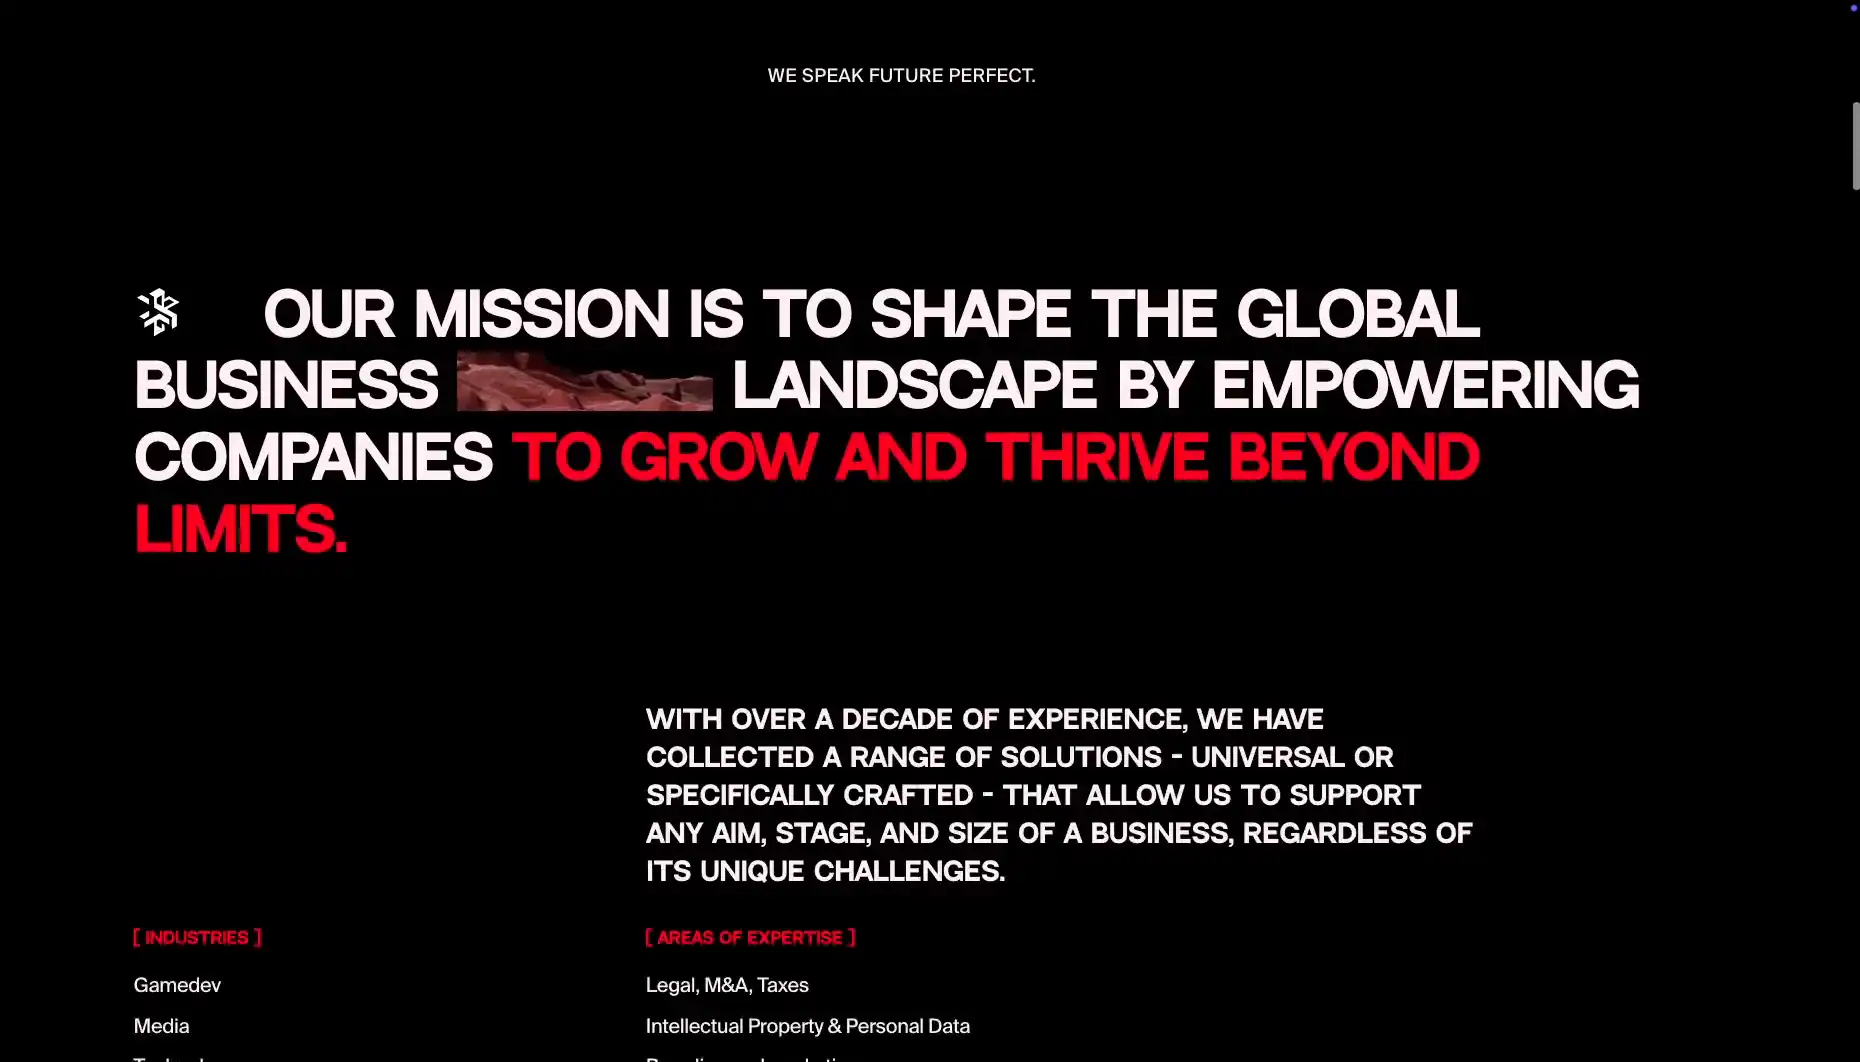 WE SPEAK FUTURE PERFECT.
OUR MISSION IS TO SHAPE THE GLOBAL
BUSINESS LANDSCAPE BY EMPOWERING
COMPANIES TO GROW AND THRIVE BEYOND
LIMITS.
WITH OVER A DECADE OF EXPERIENCE, WE HAVE
COLLECTED A RANGE OF SOLUTIONS - UNIVERSAL OR
SPECIFICALLY CRAFTED - THAT ALLOW US TO SUPPORT
ANY AIM, STAGE, AND SIZE OF A BUSINESS, REGARDLESS OF
ITS UNIQUE CHALLENGES.
[ INDUSTRIES ]
Gamedev
Media
[ AREAS OF EXPERTISE ]
Legal, M&A, Taxes
Intellectual Property & Personal Data